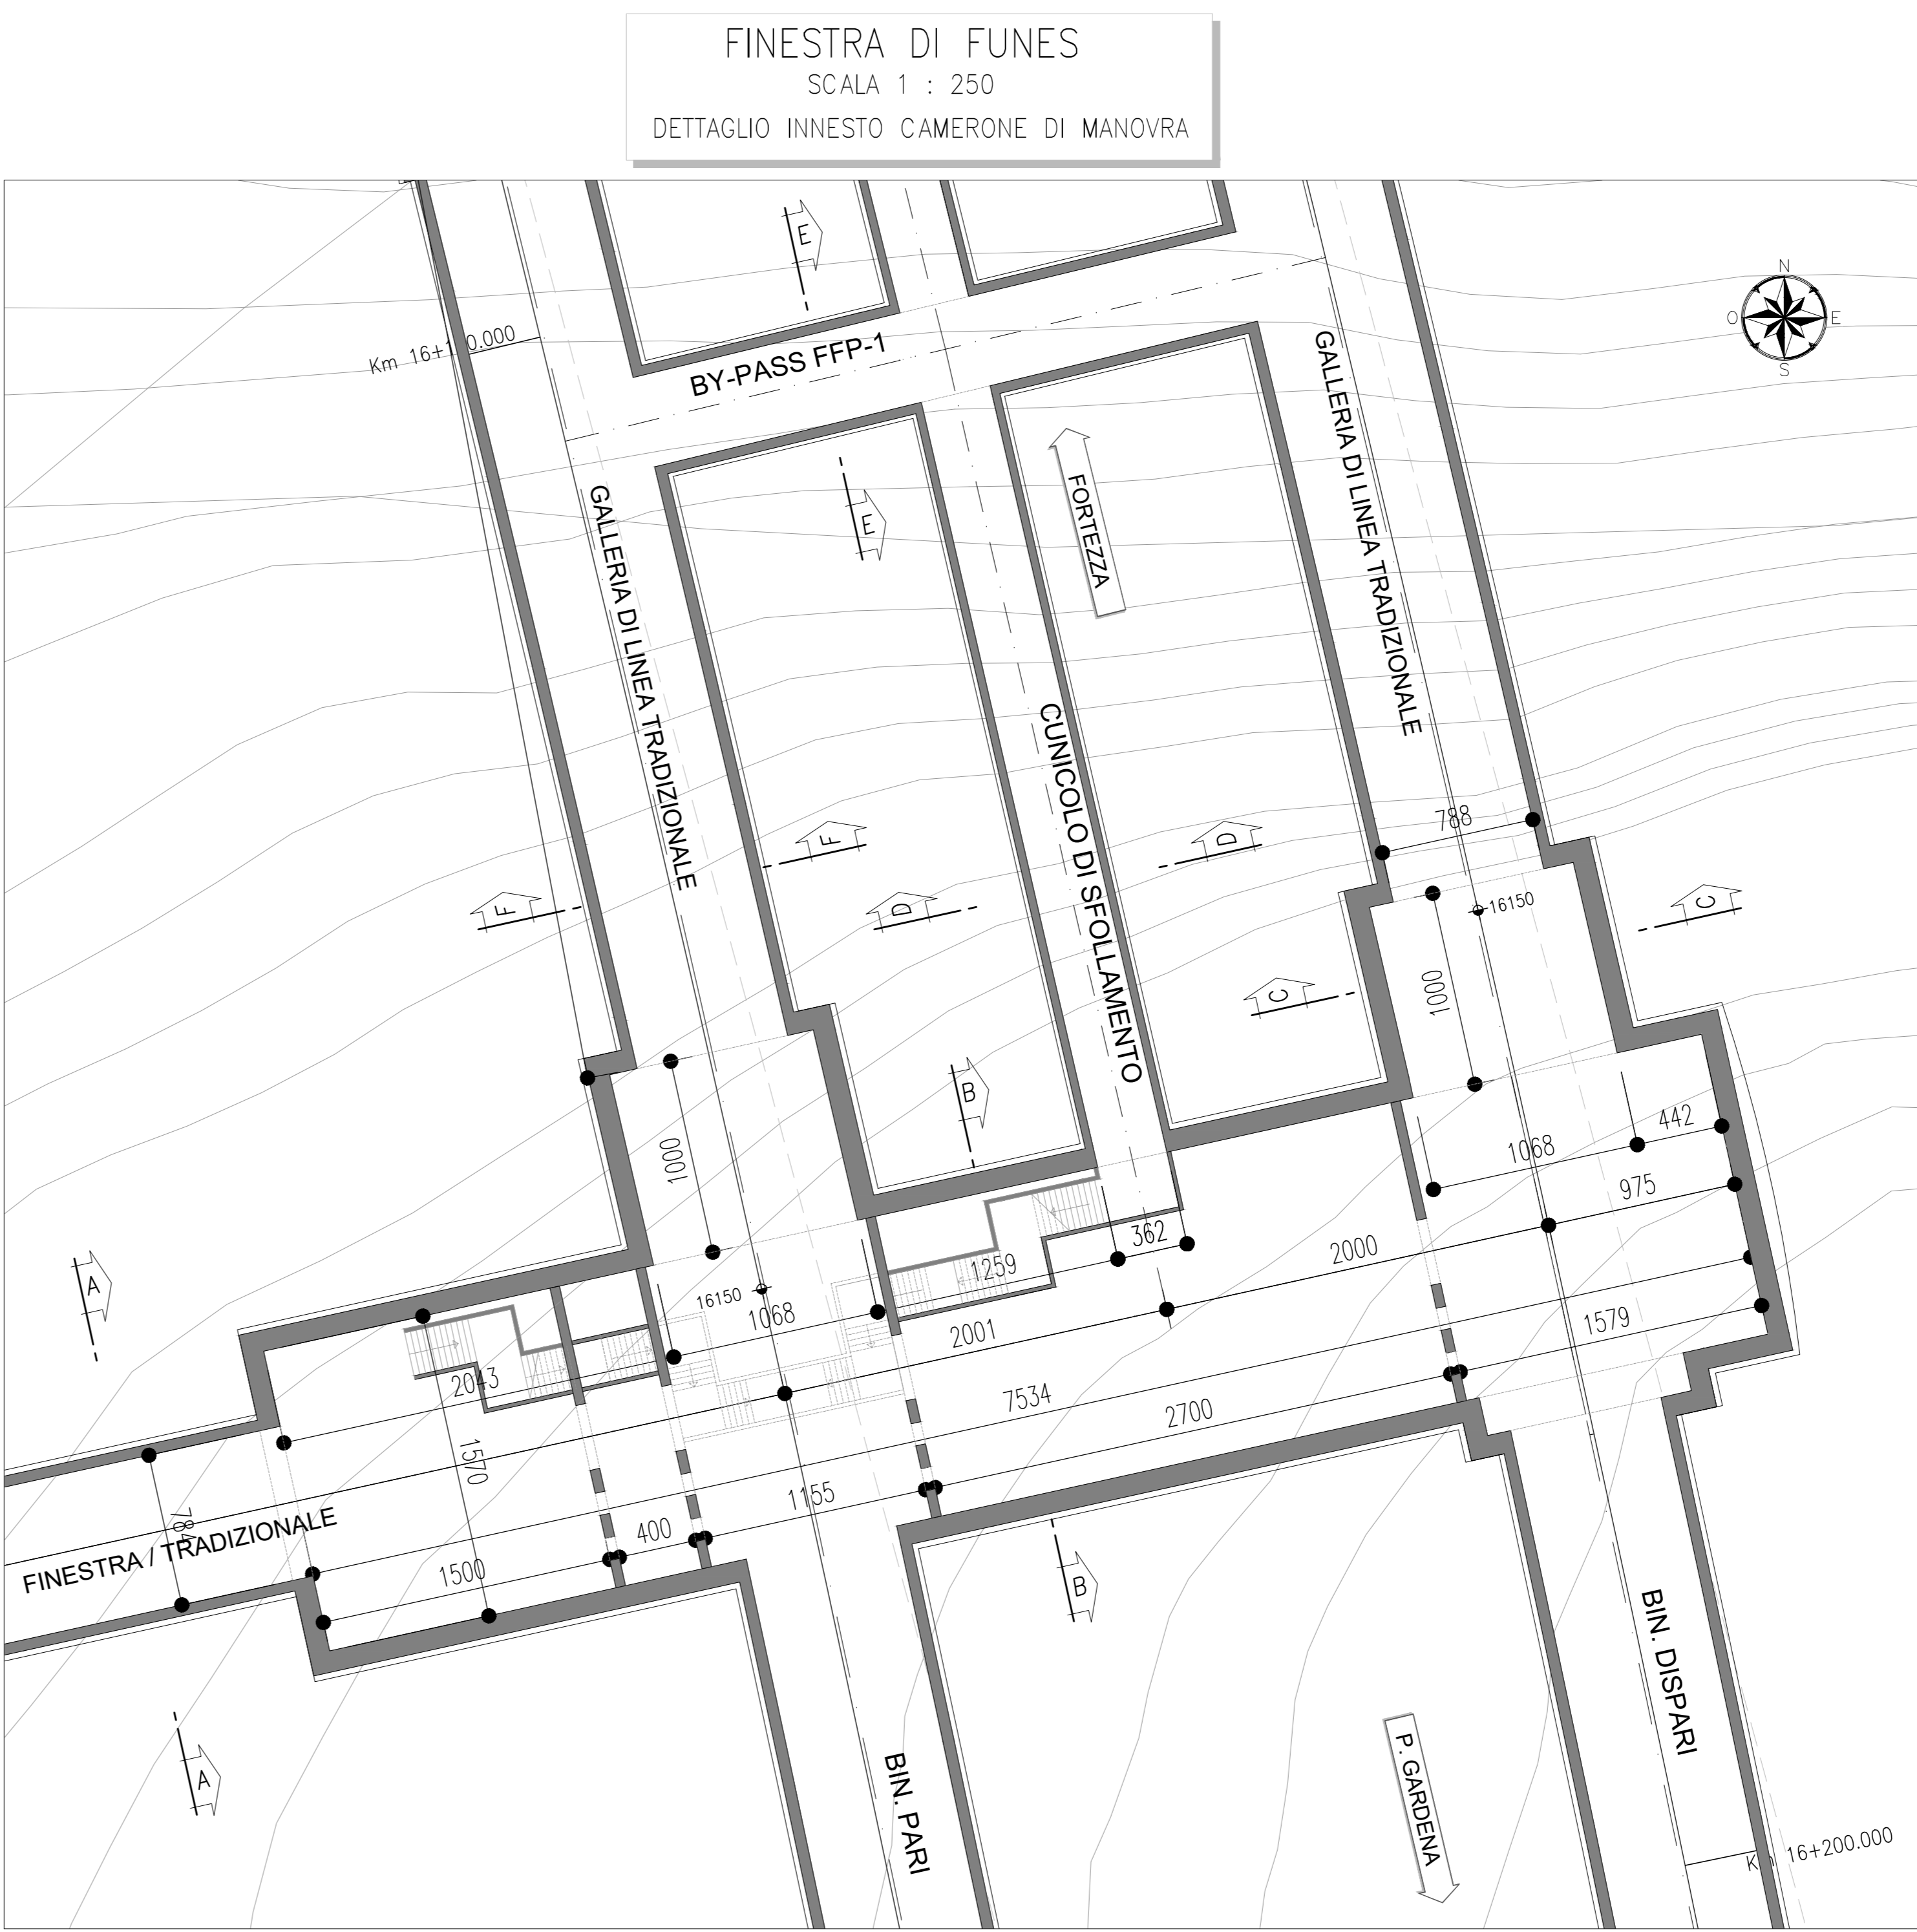 FINESTRA DI FUNES
SCALA 1 : 250
DETTAGLIO INNESTO CAMERONE DI MANOVRA
E
N
O
E
S
BY-PASS FFP-1
GALLERIA DI LINEA TRADIZIONALE
FORTEZZA
GALLERIA DI LINEA TRADIZIONALE
E
CUNICOLO DI SFOLLAMENTO
788
F
D
F
D
16150
C
1000
C
B
1000
442
1068
975
362
2000
1259
A
16150
1068
2001
1579
2043
7534
2700
1570
1155
784
400
1500
FINESTRA / TRADIZIONALE
B
BIN. DISPARI
A
BIN. PARI
P. GARDENA
16+200.000